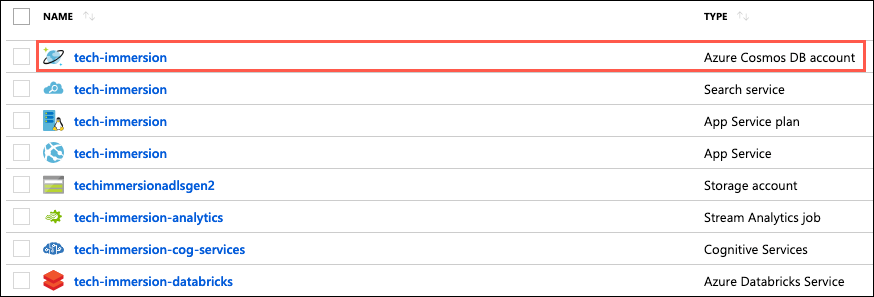 NAME TYPE
tech-immersion Azure Cosmos DB account
tech-immersion Search service
tech-immersion App Service plan
tech-immersion App Service
techimmersionadlsgen2 Storage account
tech-immersion-analytics Stream Analytics job
tech-immersion-cog-services Cognitive Services
tech-immersion-databricks Azure Databricks Service